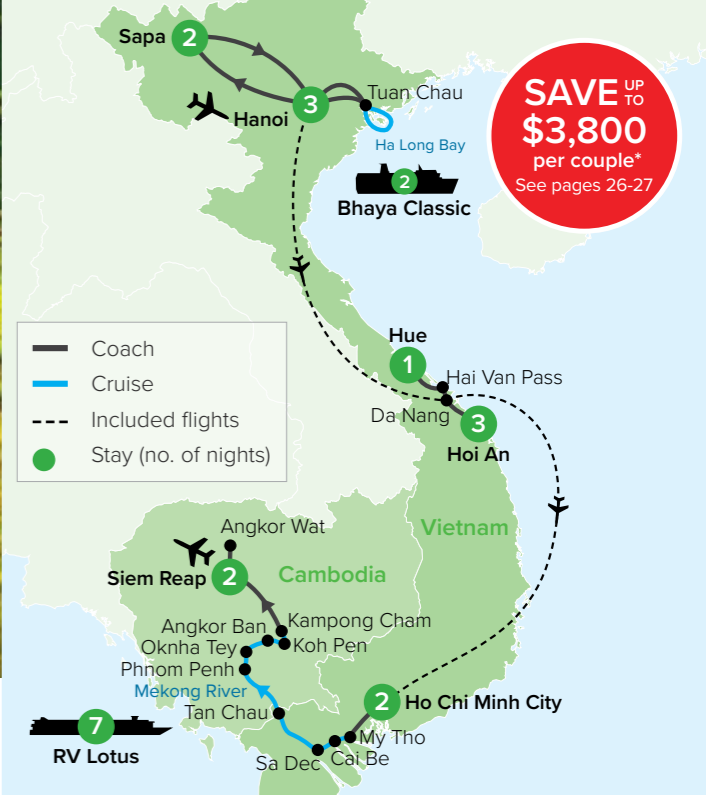 Sapa
2
3
Hanoi
Tuan Chau
Ha Long Bay
2
Bhaya Classic
SAVE UP TO
$3,800
per couple*
See pages 26-27
Coach
Cruise
Included flights
Stay (no. of nights)
Hue
1
Hai Van Pass
Da Nang
3
Hoi An
Vietnam
Angkor Wat
Siem Reap
2
Cambodia
Angkor Ban
Kampong Cham
Oknha Tey
Koh Pen
Phnom Penh
Mekong River
Tan Chau
2
Ho Chi Minh City
7
RV Lotus
My Tho
Cai Be
Sa Dec